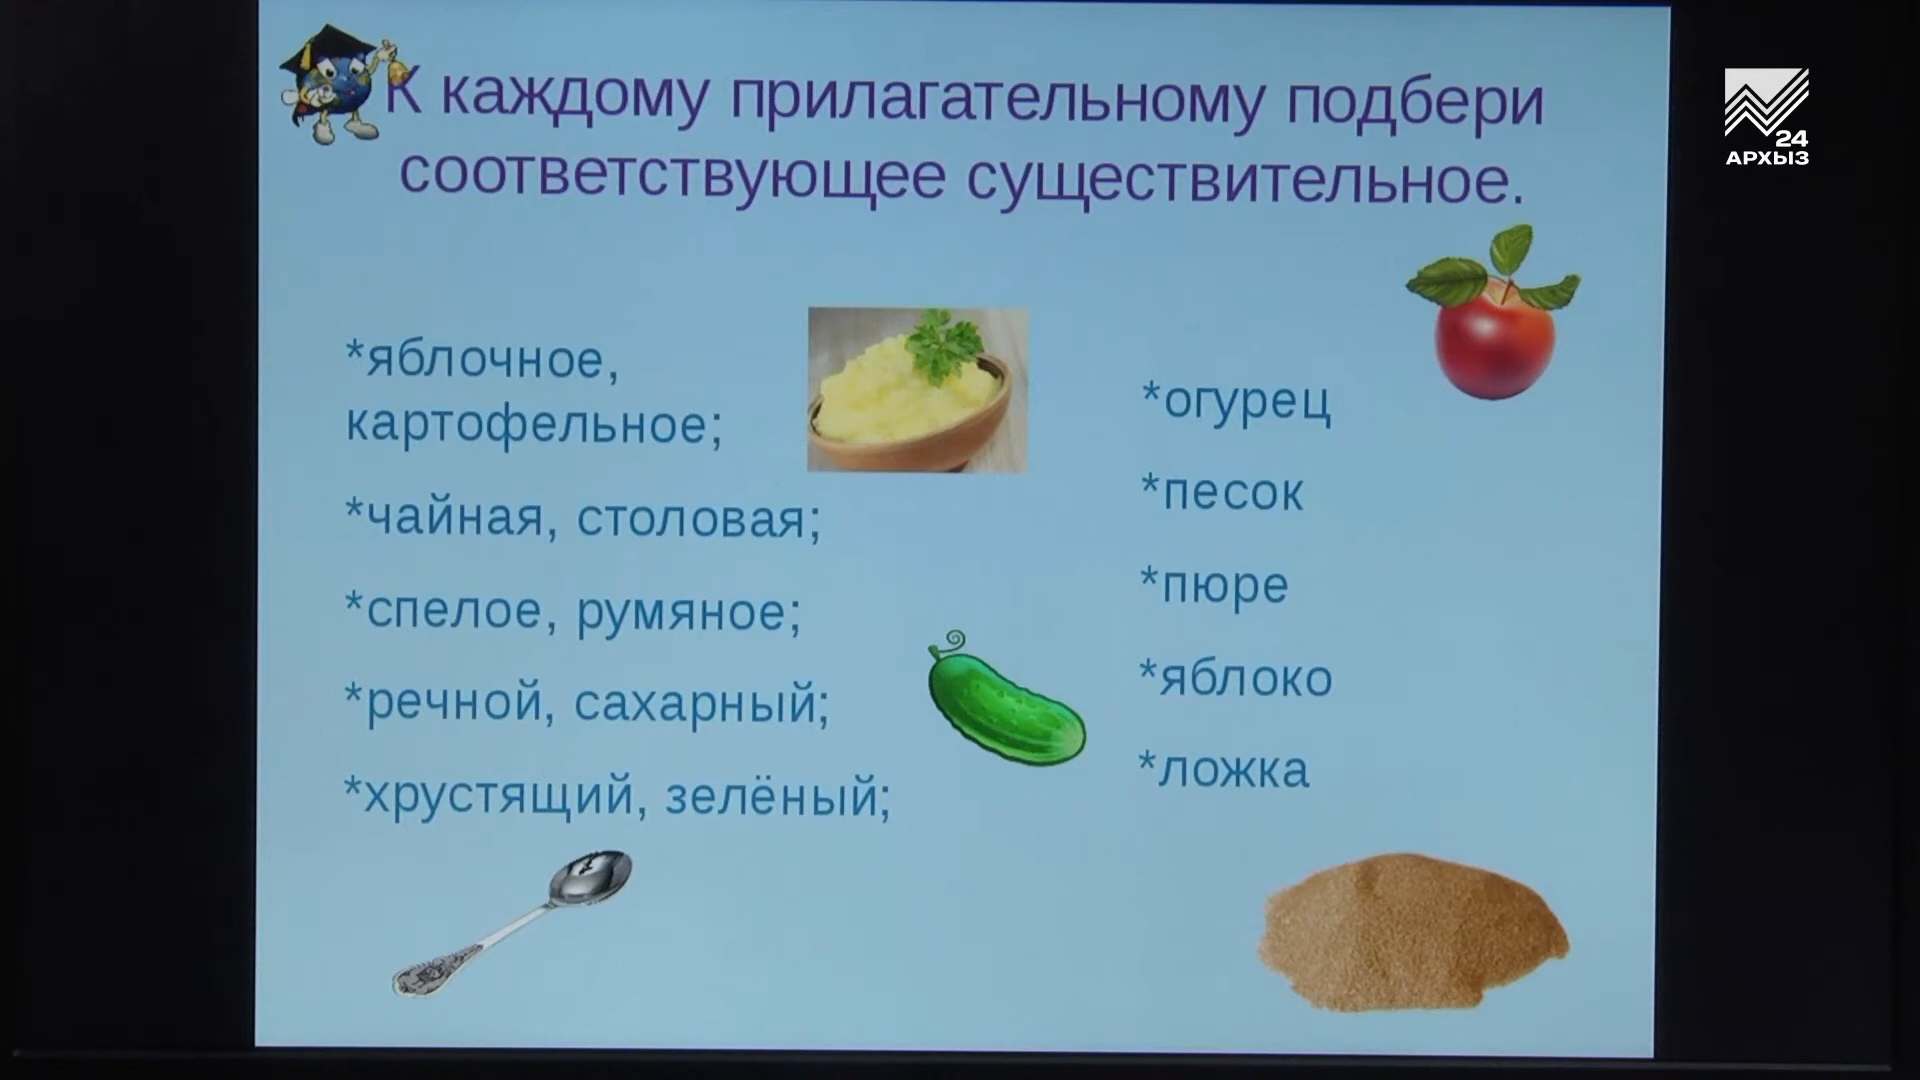 К каждому прилагательному подбери
соответствующее существительное.
24
АРХЫЗ
*яблочное,
картофельное;
*чайная, столовая;
*спелое, румяное;
*речной, сахарный;
*хрустящий, зелёный;
*огурец
*песок
*пюре
*яблоко
*ложка